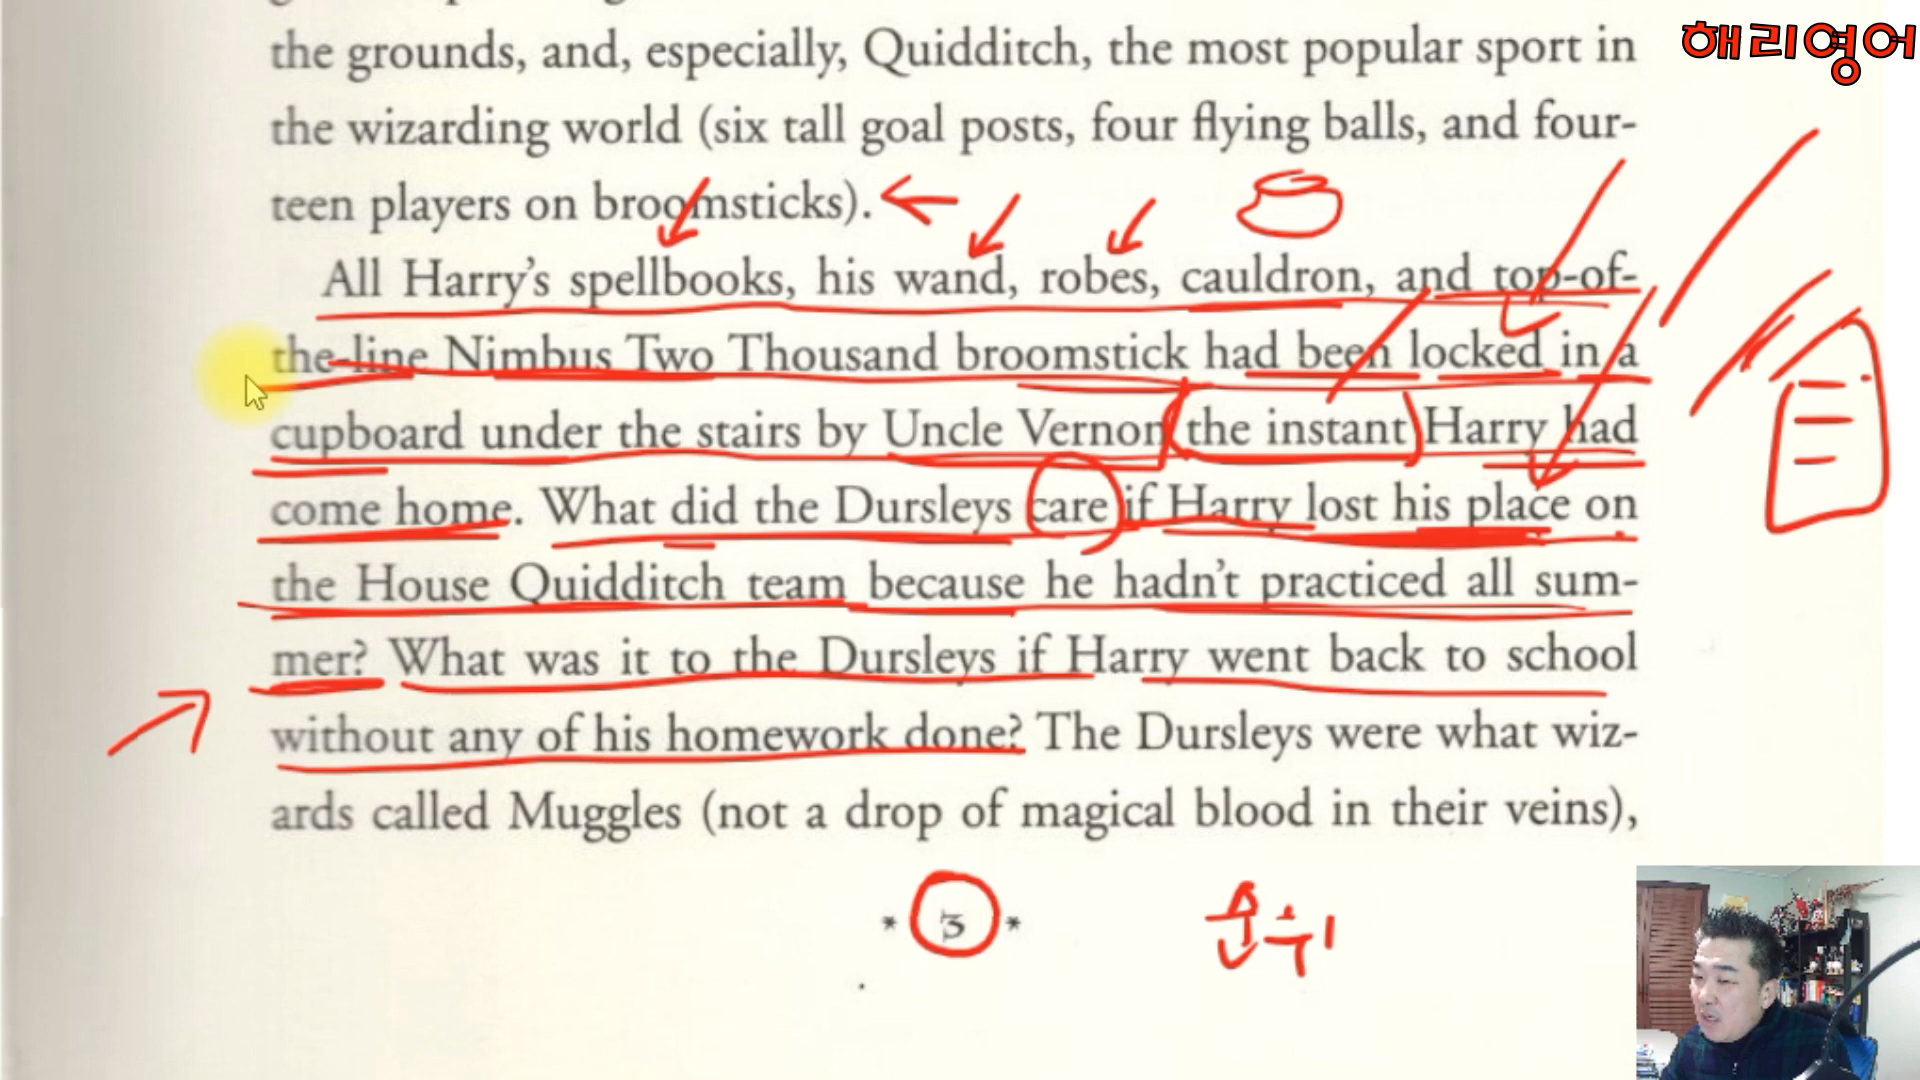 해리영어
the grounds, and, especially, Quidditch, the most popular sport in
the wizarding world (six tall goal posts, four flying balls, and four-
teen players on broomsticks).
All Harry's spellbooks, his wand, robes, cauldron, and top-of-
the-line Nimbus Two Thousand broomstick had been locked in a
cupboard under the stairs by Uncle Vernon the instant Harry had
come home. What did the Dursleys care if Harry lost his place on
the House Quidditch team because he hadn't practiced all sum-
mer? What was it to the Dursleys if Harry went back to school
without any of his homework done? The Dursleys were what wiz-
ards called Muggles (not a drop of magical blood in their veins),
* 3 *